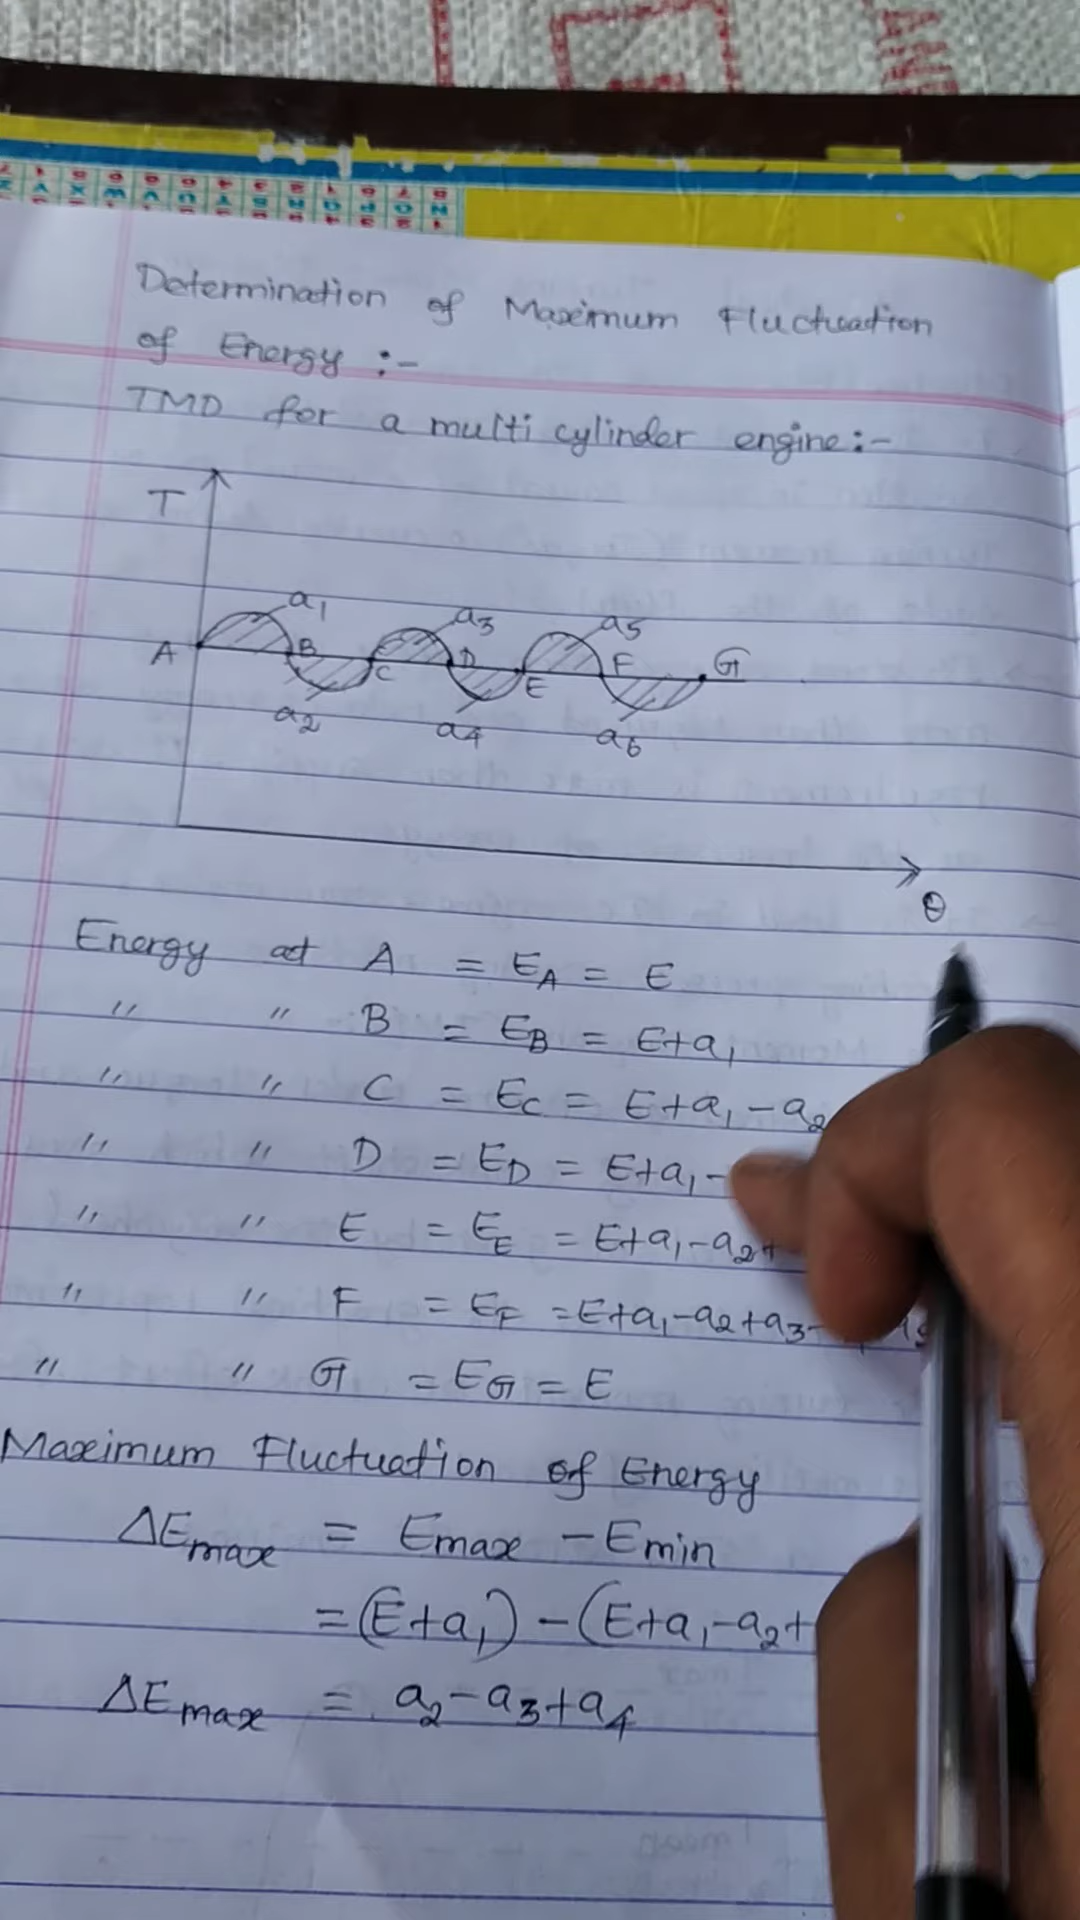 Determination of Maximum Fluctuation
of Energy :-
TMD for a multi cylinder engine:-
T
a1 a3 a5
A B C D E F G
a2 a4 a6
θ
Energy at A = EA = E
" " B = EB = E+a1
" " C = EC = E+a1-a2
" " D = ED = E+a1-
" " E = EE = E+a1-a2+
" " F = EF = E+a1-a2+a3-
" " G = EG = E
Maximum Fluctuation of Energy
ΔEmax = Emax - Emin
= (E+a1) - (E+a1-a2+
ΔEmax = a2-a3+a4